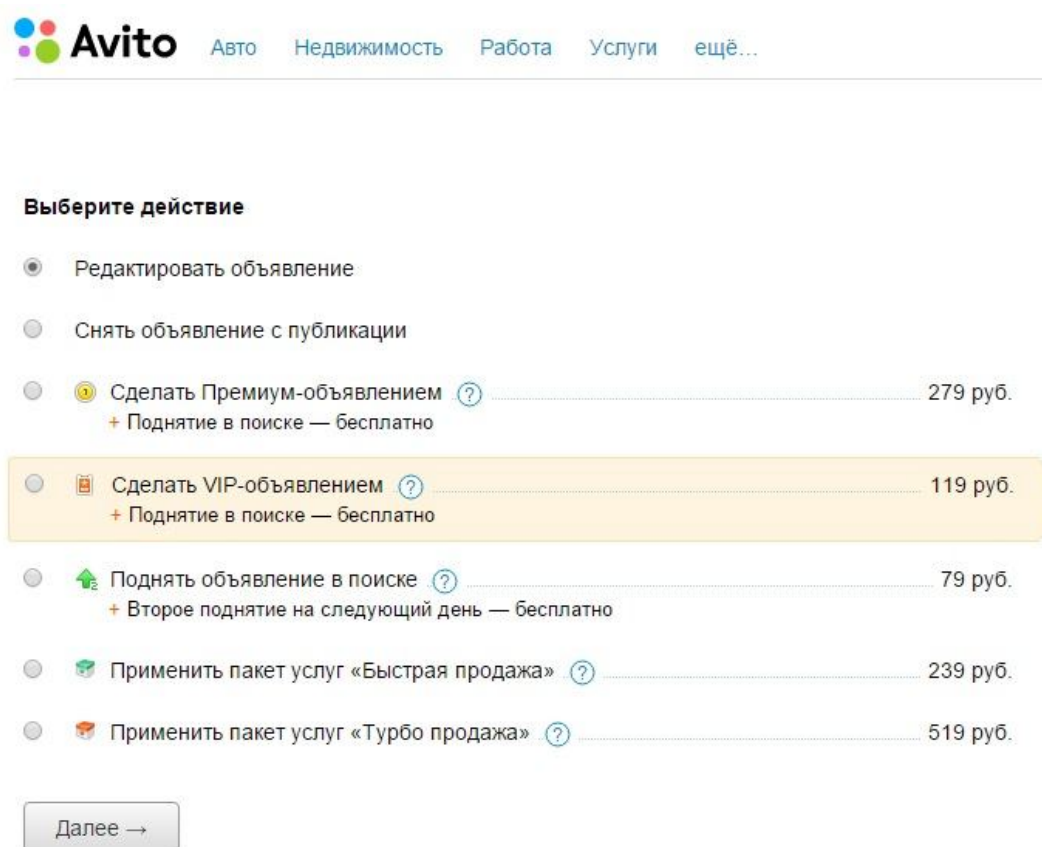 Avito Авто Недвижимость Работа Услуги ещё...
Выберите действие
Редактировать объявление
Снять объявление с публикации
Сделать Премиум-объявлением ? 279 руб.
+ Поднятие в поиске — бесплатно
Сделать VIP-объявлением ? 119 руб.
+ Поднятие в поиске — бесплатно
Поднять объявление в поиске ? 79 руб.
+ Второе поднятие на следующий день — бесплатно
Применить пакет услуг «Быстрая продажа» ? 239 руб.
Применить пакет услуг «Турбо продажа» ? 519 руб.
Далее →